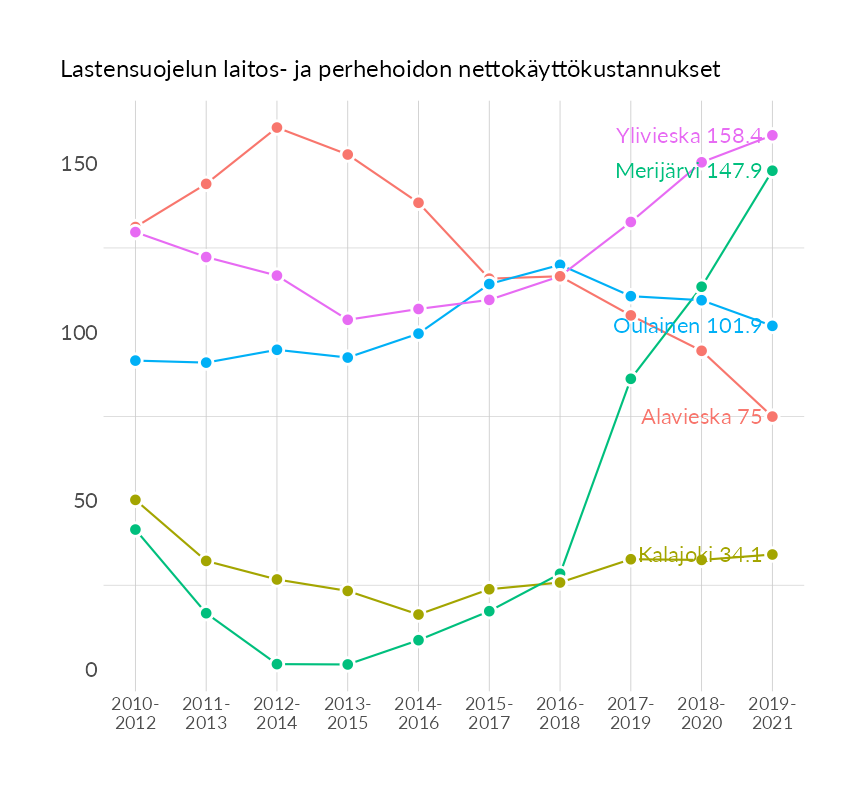 Lastensuojelun laitos- ja perhehoidon nettokäyttökustannukset
Ylivieska 158.4
150
Merijärvi 147.9
Oulainen 101.9
100
Alavieska 75
50
Kalajoki 34.1
0
2010- 2011- 2012- 2013- 2014- 2015- 2016- 2017- 2018- 2019-
2012 2013 2014 2015 2016 2017 2018 2019 2020 2021